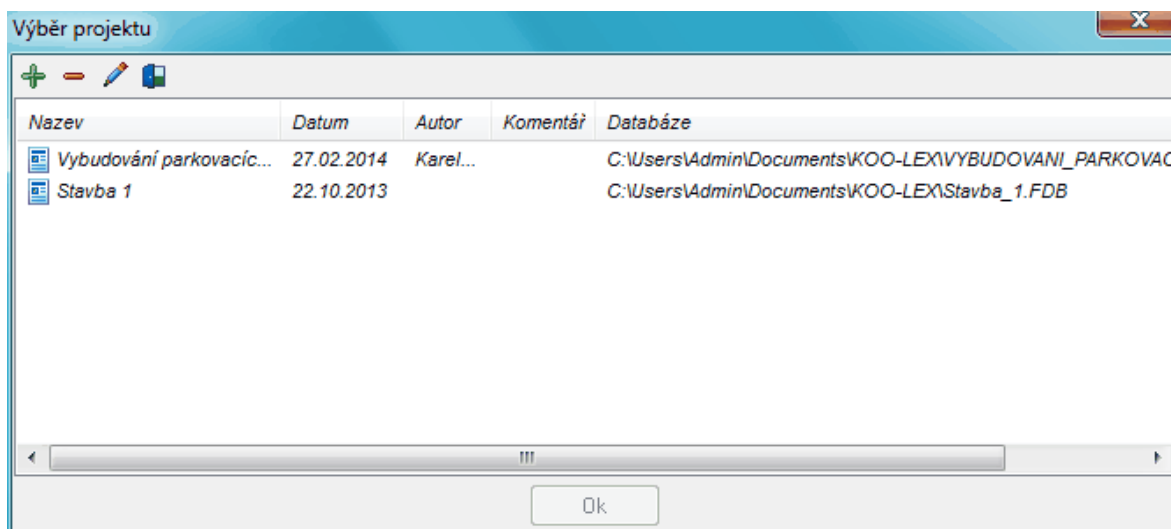 Výběr projektu
Nazev Datum Autor Komentář Databáze
Vybudování parkovacíc... 27.02.2014 Karel... C:\Users\Admin\Documents\KOO-LEX\VYBUDOVANI_PARKOVAC
Stavba 1 22.10.2013 C:\Users\Admin\Documents\KOO-LEX\Stavba_1.FDB
Ok